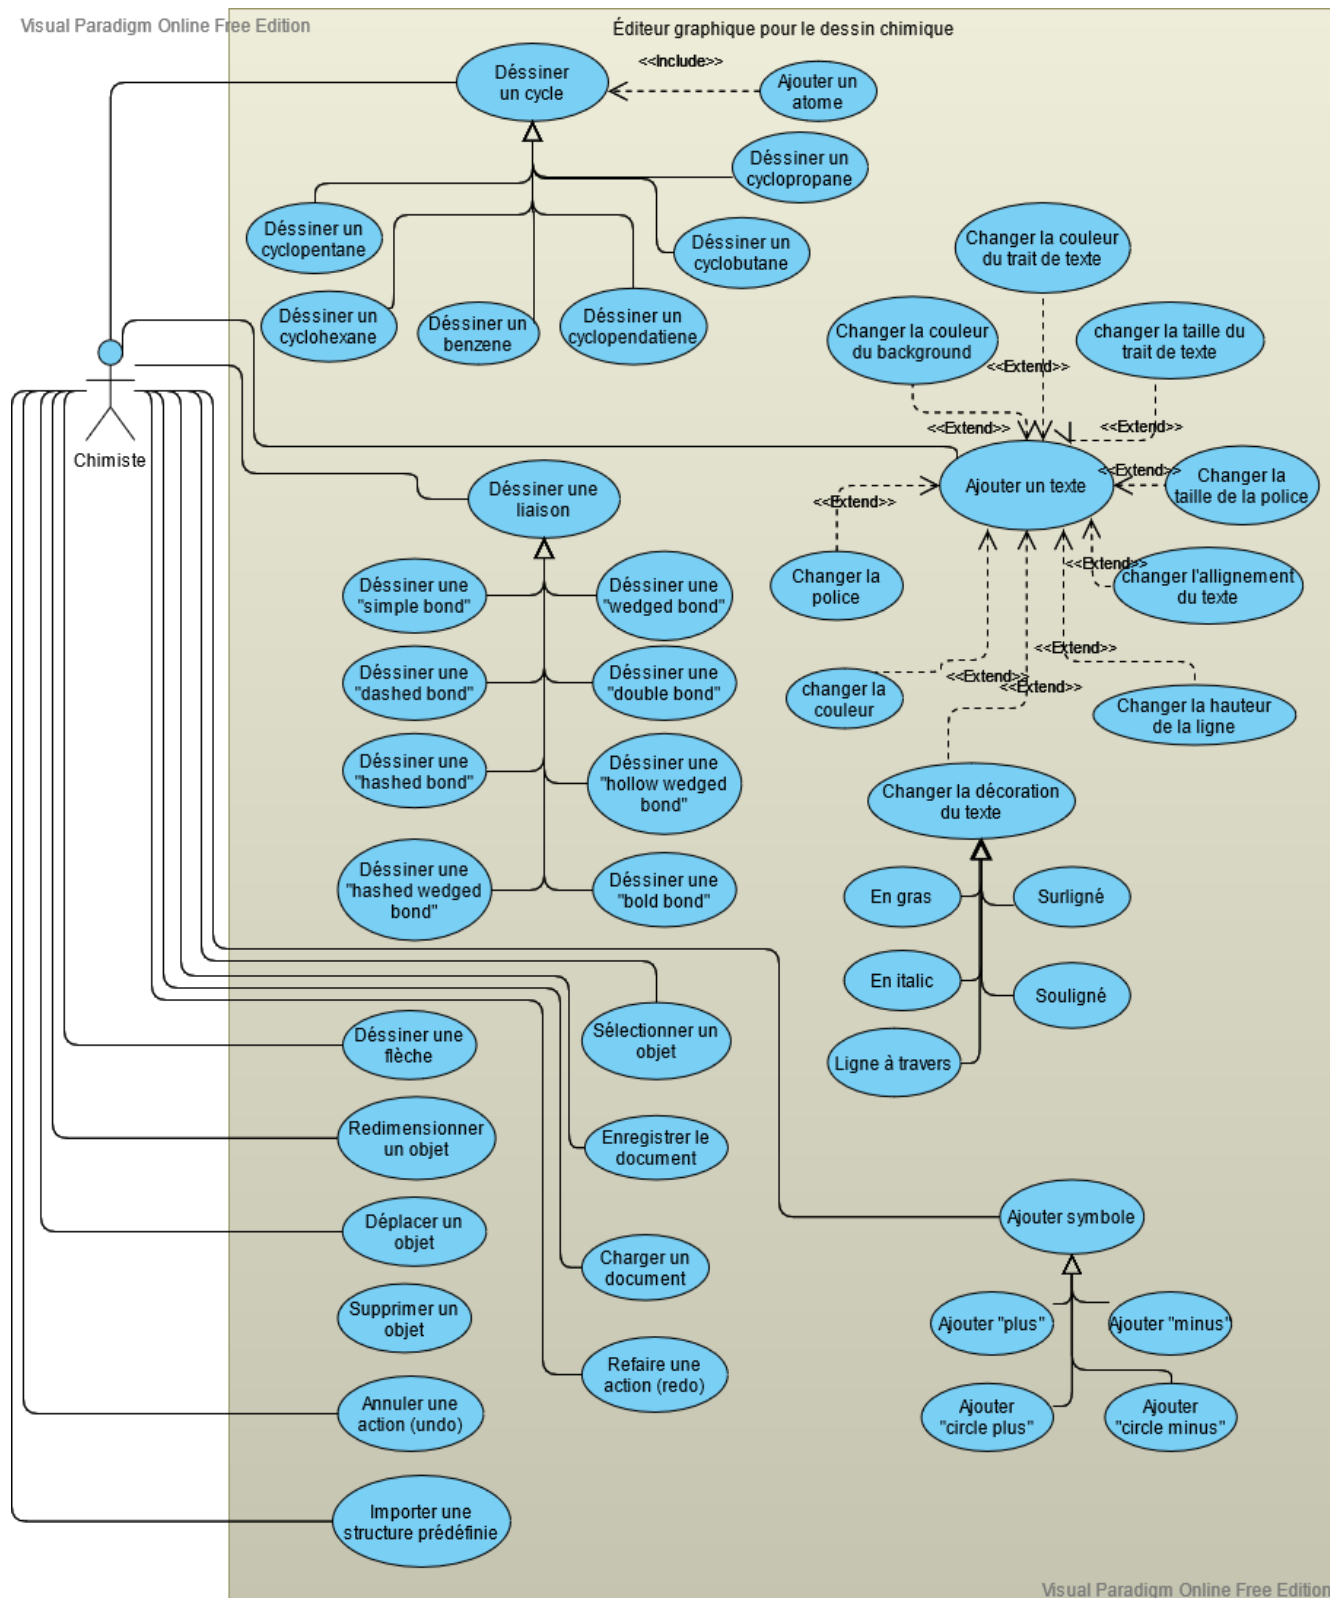 Visual Paradigm Online Free Edition
Éditeur graphique pour le dessin chimique
Déssiner
un cycle
<<Include>>
Ajouter un
atome
Déssiner un
cyclopropane
Déssiner un
cyclopentane
Déssiner un
cyclobutane
Déssiner un
cyclohexane
Déssiner un
benzene
Déssiner un
cyclopendatiene
Changer la couleur
du trait de texte
Changer la couleur
du background
changer la taille du
trait de texte
<<Extend>>
<<Extend>>
<<Extend>>
Chimiste
Déssiner une
liaison
Ajouter un texte
<<Extend>>
Changer la
taille de la police
<<Extend>>
Changer la
police
<<Extend>>
changer l'allignement
du texte
Déssiner une
"simple bond"
Déssiner une
"wedged bond"
Déssiner une
"dashed bond"
Déssiner une
"double bond"
<<Extend>>
<<Extend>>
<<Extend>>
changer la
couleur
Changer la hauteur
de la ligne
Déssiner une
"hashed bond"
Déssiner une
"hollow wedged
bond"
Changer la décoration
du texte
Déssiner une
"hashed wedged
bond"
Déssiner une
"bold bond"
En gras
Surligné
En italic
Souligné
Ligne à travers
Déssiner une
flèche
Sélectionner un
objet
Redimensionner
un objet
Enregistrer le
document
Déplacer un
objet
Charger un
document
Ajouter symbole
Supprimer un
objet
Ajouter "plus"
Ajouter "minus"
Refaire une
action (redo)
Annuler une
action (undo)
Ajouter
"circle plus"
Ajouter
"circle minus"
Importer une
structure prédéfinie
Visual Paradigm Online Free Edition